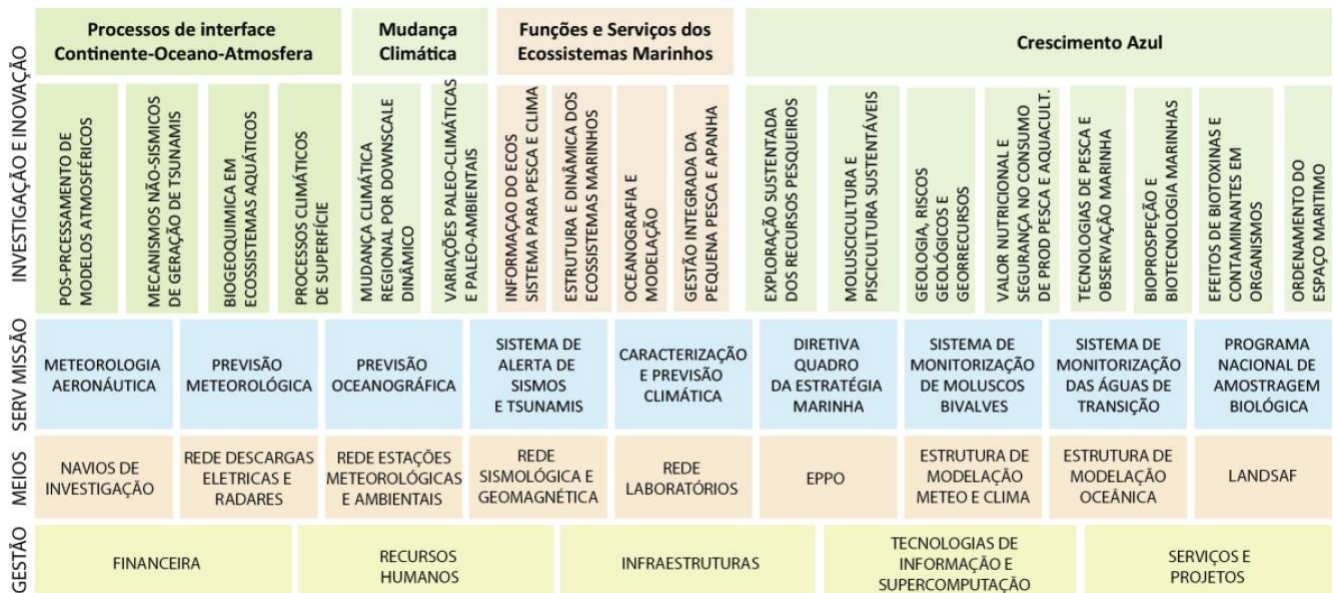 INVESTIGAÇÃO E INOVAÇÃO
Processos de interface
Continente-Oceano-Atmosfera
Mudança
Climática
Funções e Serviços dos
Ecossistemas Marinhos
Crescimento Azul
POS-PROCESSAMENTO DE
MODELOS ATMOSFÉRICOS
MECANISMOS NÃO-SISMICOS
DE GERAÇÃO DE TSUNAMIS
BIOGEOQUIMICA EM
ECOSSISTEMAS AQUÁTICOS
PROCESSOS CLIMÁTICOS
DE SUPERFÍCIE
MUDANÇA CLIMÁTICA
REGIONAL POR DOWNSCALE
DINÂMICO
VARIAÇÕES PALEO-CLIMÁTICAS
E PALEO-AMBIENTAIS
INFORMAÇAO DO ECOS
SISTEMA PARA PESCA E CLIMA
ESTRUTURA E DINÂMICA DOS
ECOSSISTEMAS MARINHOS
OCEANOGRAFIA E
MODELAÇÃO
GESTÃO INTEGRADA DA
PEQUENA PESCA E APANHA
EXPLORAÇÃO SUSTENTADA
DOS RECURSOS PESQUEIROS
MOLUSCICULTURA E
PISCICULTURA SUSTENTÁVEIS
GEOLOGIA, RISCOS
GEOLÓGICOS E
GEORRECURSOS
VALOR NUTRICIONAL E
SEGURANÇA NO CONSUMO
DE PROD PESCA E AQUACULT.
TECNOLOGIAS DE PESCA E
OBSERVAÇÃO MARINHA
BIOPROSPEÇÃO E
BIOTECNOLOGIA MARINHAS
EFEITOS DE BIOTOXINAS E
CONTAMINANTES EM
ORGANISMOS
ORDENAMENTO DO
ESPAÇO MARITIMO
SERV MISSÃO
METEOROLOGIA
AERONÁUTICA
PREVISÃO
METEOROLÓGICA
PREVISÃO
OCEANOGRÁFICA
SISTEMA DE
ALERTA DE
SISMOS
E TSUNAMIS
CARACTERIZAÇÃO
E PREVISÃO
CLIMÁTICA
DIRETIVA
QUADRO
DA ESTRATÉGIA
MARINHA
SISTEMA DE
MONITORIZAÇÃO
DE MOLUSCOS
BIVALVES
SISTEMA DE
MONITORIZAÇÃO
DAS ÁGUAS DE
TRANSIÇÃO
PROGRAMA
NACIONAL DE
AMOSTRAGEM
BIOLÓGICA
MEIOS
NAVIOS DE
INVESTIGAÇÃO
REDE DESCARGAS
ELETRICAS E
RADARES
REDE ESTAÇÕES
METEOROLÓGICAS
E AMBIENTAIS
REDE
SISMOLÓGICA E
GEOMAGNÉTICA
REDE
LABORATÓRIOS
EPPO
ESTRUTURA DE
MODELAÇÃO
METEO E CLIMA
ESTRUTURA DE
MODELAÇÃO
OCEÂNICA
LANDSAF
GESTÃO
FINANCEIRA
RECURSOS
HUMANOS
INFRAESTRUTURAS
TECNOLOGIAS DE
INFORMAÇÃO E
SUPERCOMPUTAÇÃO
SERVIÇOS E
PROJETOS